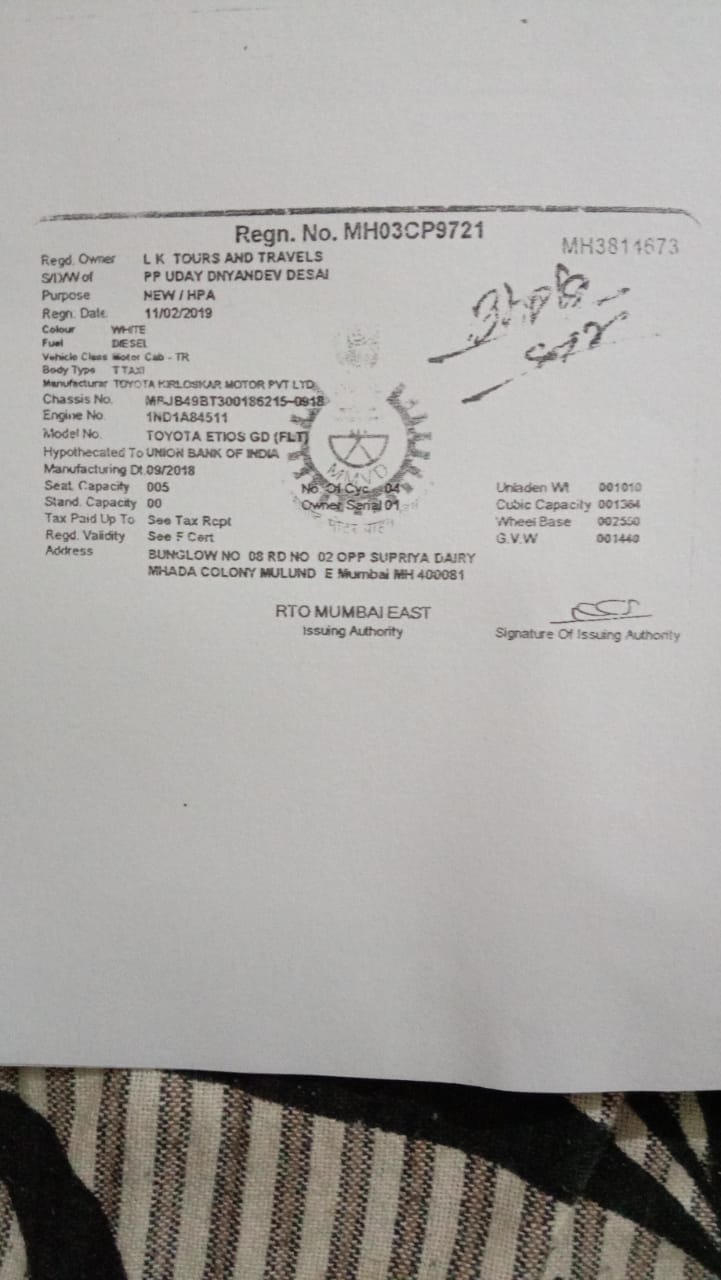 Regn. No. MH03CP9721
MH3814673
Regd. Owner L K TOURS AND TRAVELS
S/D/W of PP UDAY DNYANDEV DESAI
Purpose NEW / HPA
Regn. Date 11/02/2019
Colour WHITE
Fuel DIESEL
Vehicle Class Motor Cab - TR
Body Type T TAXI
Manufacturar TOYOTA KIRLOSKAR MOTOR PVT LTD
Chassis No. MBJB49BT300186215-0918
Engine No. 1ND1A84511
Model No. TOYOTA ETIOS GD (FLT)
Hypothecated To UNION BANK OF INDIA
Manufacturing Dt 09/2018
Seat Capacity 005 No. Of Cyc 04 Unladen Wt 001010
Stand. Capacity 00 Owner Serial 01 Cubic Capacity 001364
Tax Paid Up To See Tax Rcpt Wheel Base 002550
Regd. Validity See F Cert G.V.W 001440
MMVD
Address BUNGLOW NO 08 RD NO 02 OPP SUPRIYA DAIRY
MHADA COLONY MULUND E Mumbai MH 400081
RTO MUMBAI EAST
Issuing Authority
Signature Of Issuing Authority